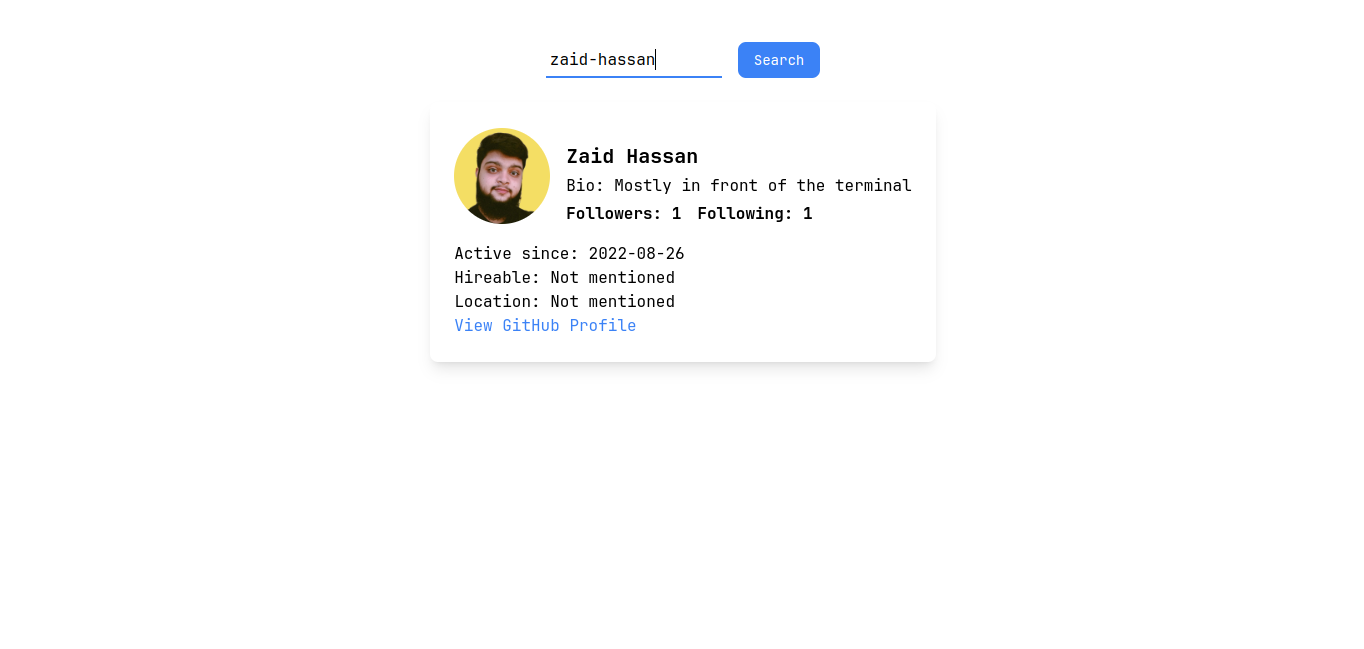 zaid-hassan Search
Zaid Hassan
Bio: Mostly in front of the terminal
Followers: 1 Following: 1
Active since: 2022-08-26
Hireable: Not mentioned
Location: Not mentioned
View GitHub Profile